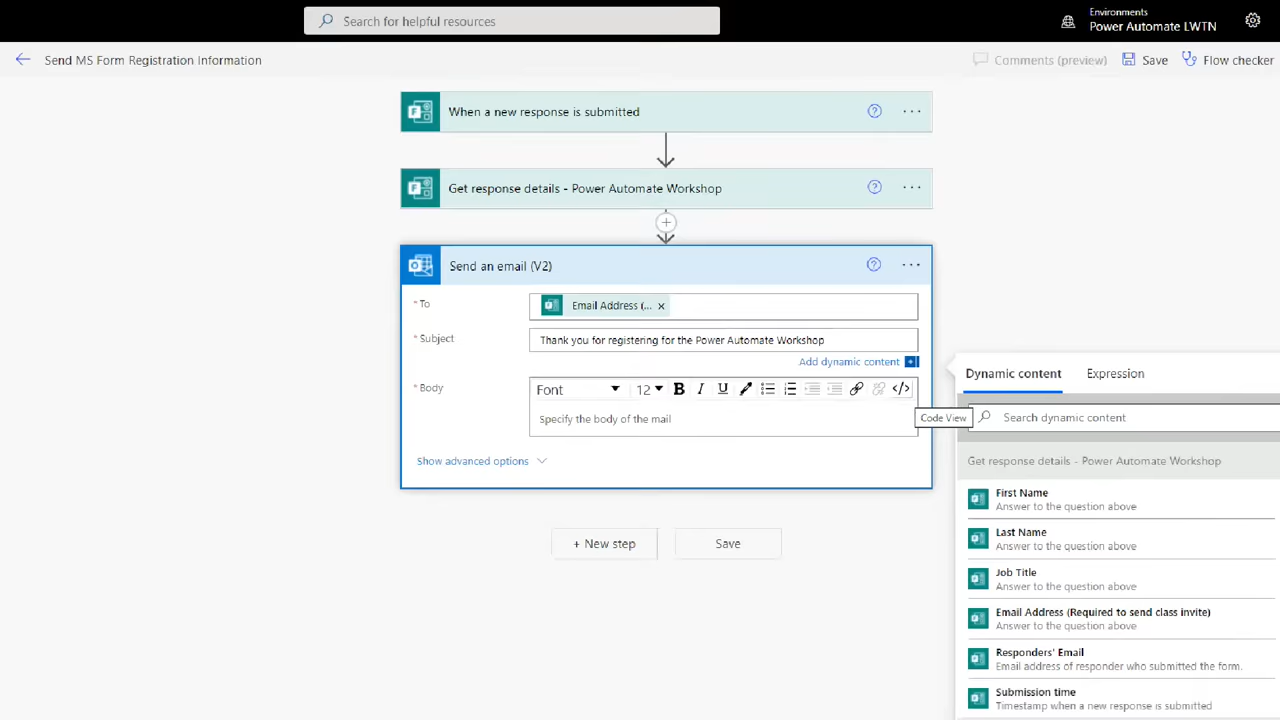 Search for helpful resources
Environments
Power Automate LWTN
Send MS Form Registration Information
Comments (preview)
Save
Flow checker
When a new response is submitted
Get response details - Power Automate Workshop
Send an email (V2)
* To
Email Address (... ×
* Subject
Thank you for registering for the Power Automate Workshop
Add dynamic content
* Body
Font
12
B
I
U
</>
Specify the body of the mail
Show advanced options
+ New step
Save
Code View
Dynamic content
Expression
Search dynamic content
Get response details - Power Automate Workshop
First Name
Answer to the question above
Last Name
Answer to the question above
Job Title
Answer to the question above
Email Address (Required to send class invite)
Answer to the question above
Responders' Email
Email address of responder who submitted the form.
Submission time
Timestamp when a new response is submitted